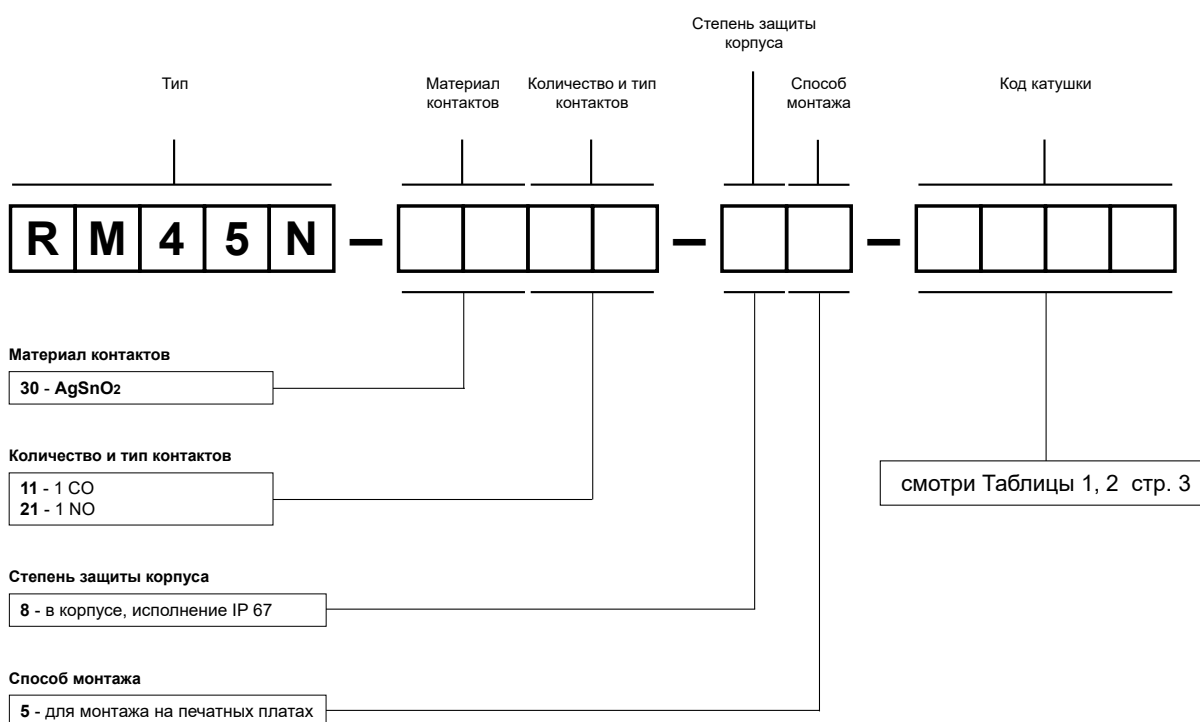 Степень защиты
корпуса
Тип
Материал
контактов
Количество и тип
контактов
Способ
монтажа
Код катушки
RM45N – –  –
Материал контактов
30 - AgSnO2
Количество и тип контактов
11 - 1 CO
21 - 1 NO
смотри Таблицы 1, 2 стр. 3
Степень защиты корпуса
8 - в корпусе, исполнение IP 67
Способ монтажа
5 - для монтажа на печатных платах